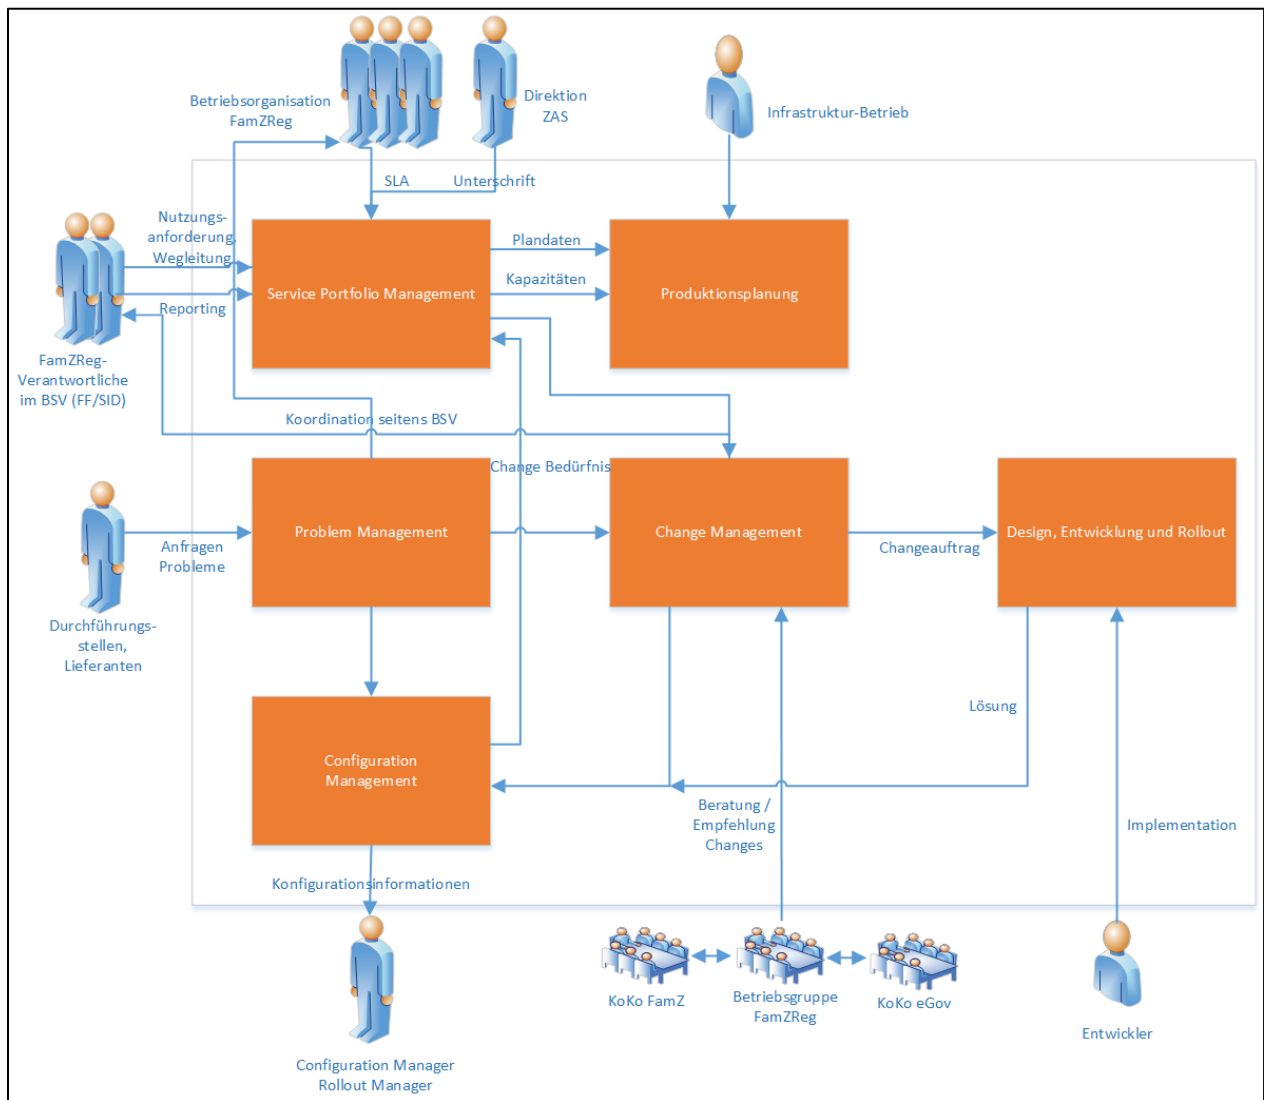 Betriebsorganisation
FamZReg
Direktion
ZAS
Infrastruktur-Betrieb
SLA
Unterschrift
Nutzungs-
anforderung,
Wegleitung
Reporting
FamZReg-
Verantwortliche
im BSV (FF/SID)
Service Portfolio Management
Plandaten
Kapazitäten
Produktionsplanung
Koordination seitens BSV
Change Bedürfnis
Anfragen
Probleme
Durchführungs-
stellen,
Lieferanten
Problem Management
Change Management
Changeauftrag
Design, Entwicklung und Rollout
Configuration
Management
Lösung
Beratung /
Empfehlung
Changes
Implementation
Konfigurationsinformationen
Configuration Manager
Rollout Manager
KoKo FamZ
Betriebsgruppe
FamZReg
KoKo eGov
Entwickler